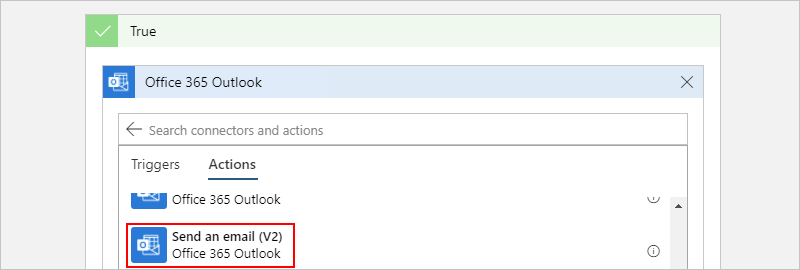 True
Office 365 Outlook
Search connectors and actions
Triggers Actions
Office 365 Outlook
Send an email (V2)
Office 365 Outlook